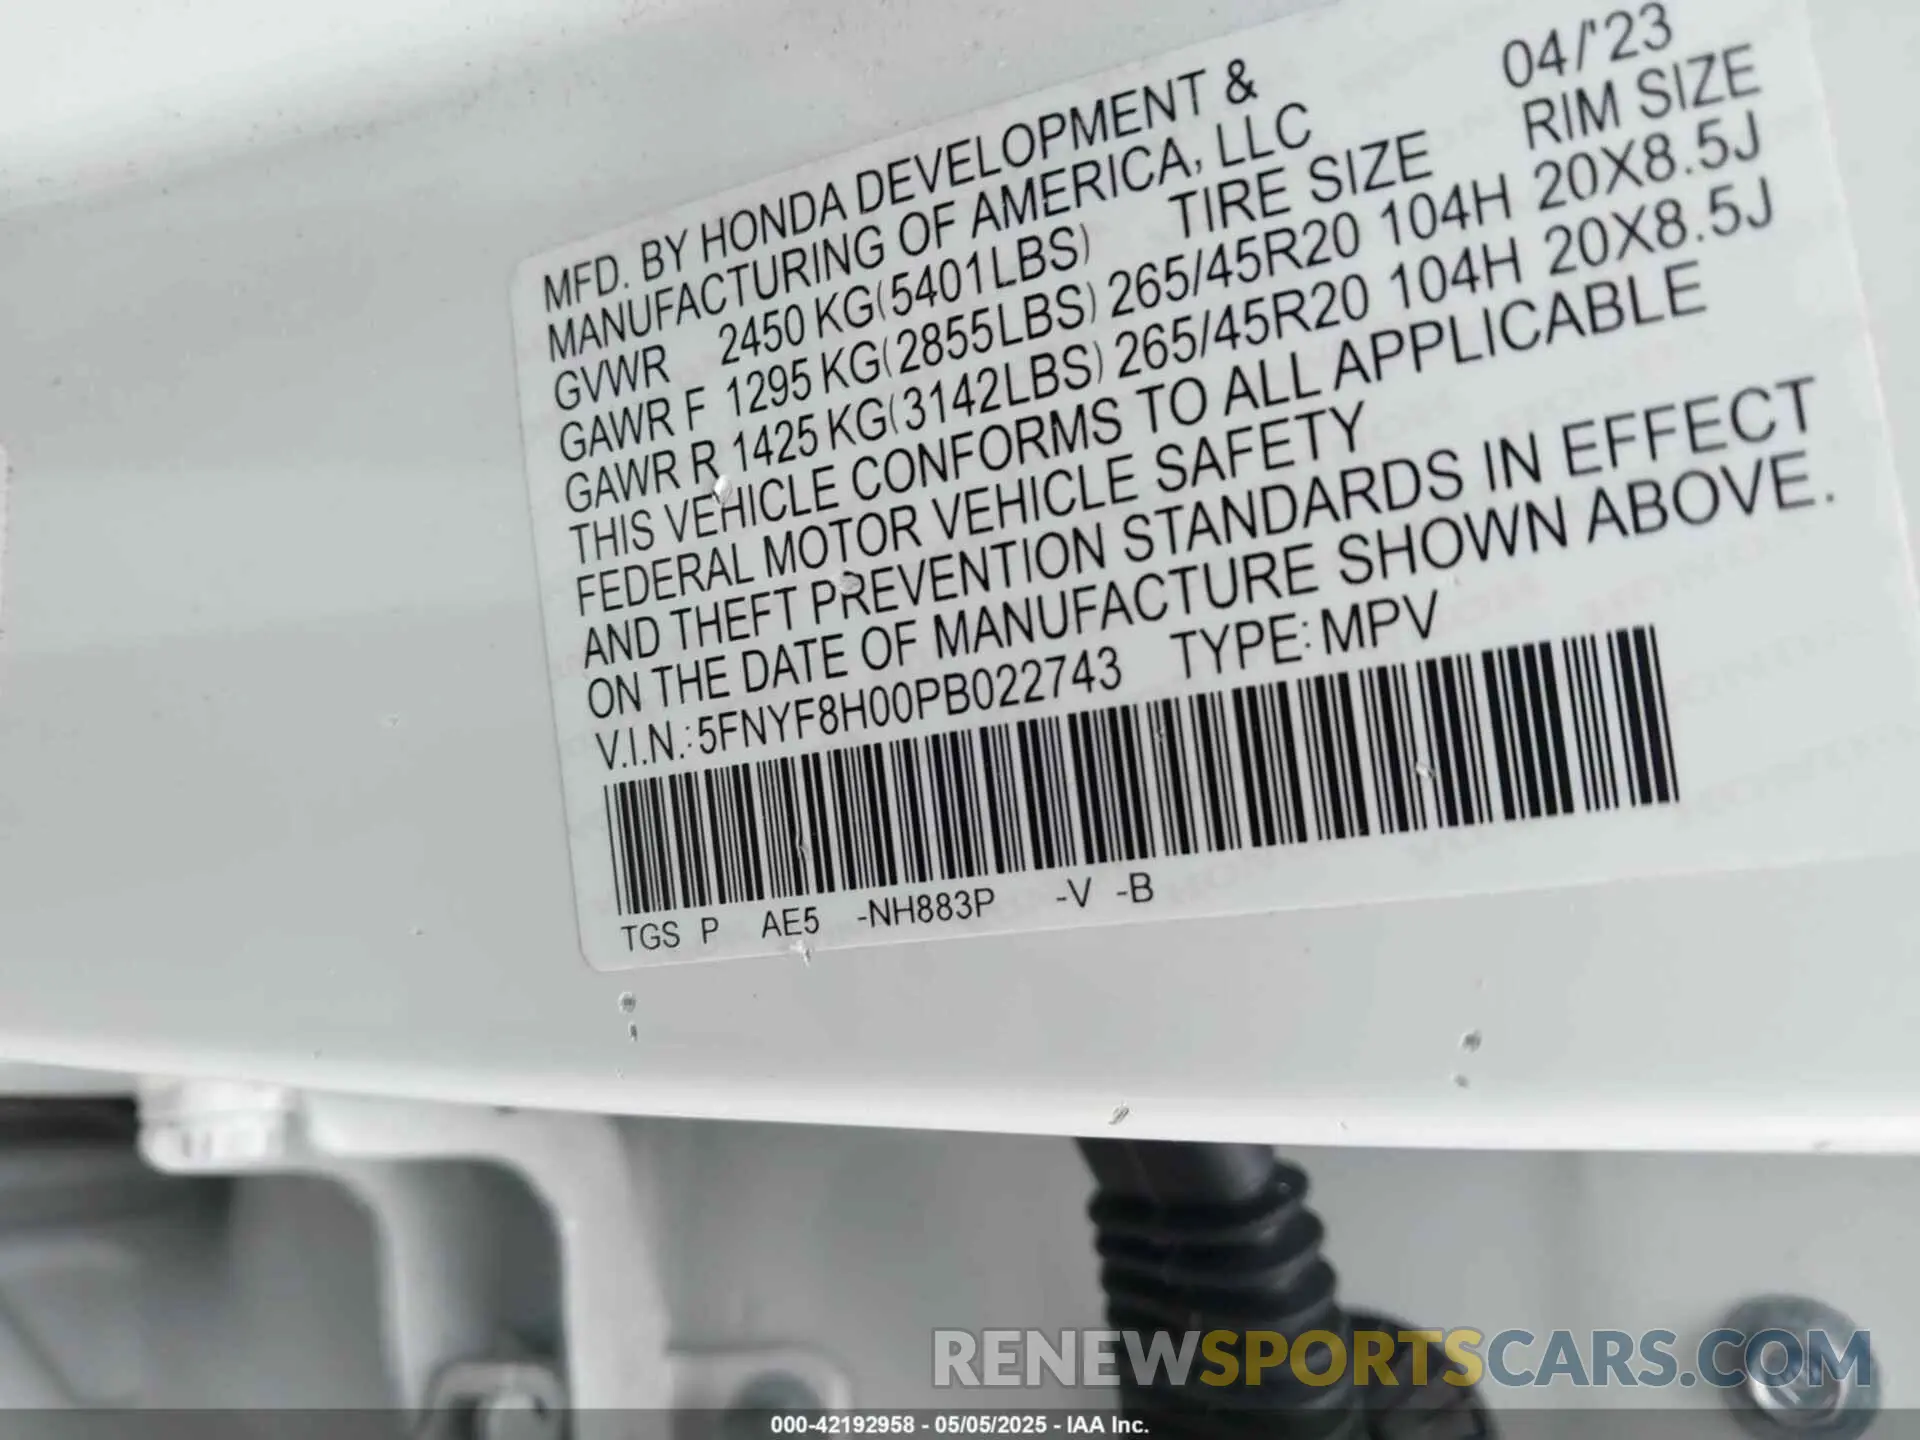 04/'23
MFD. BY HONDA DEVELOPMENT &
MANUFACTURING OF AMERICA, LLC
TIRE SIZE RIM SIZE
GVWR 2450 KG(5401LBS)
GAWR F 1295 KG(2855LBS) 265/45R20 104H 20X8.5J
GAWR R 1425 KG(3142LBS) 265/45R20 104H 20X8.5J
THIS VEHICLE CONFORMS TO ALL APPLICABLE
FEDERAL MOTOR VEHICLE SAFETY
AND THEFT PREVENTION STANDARDS IN EFFECT
ON THE DATE OF MANUFACTURE SHOWN ABOVE.
V.I.N.: 5FNYF8H00PB022743 TYPE: MPV
TGS P AE5 -NH883P -V -B
RENEWSPORTSCARS.COM
000-42192958 - 05/05/2025 - IAA Inc.